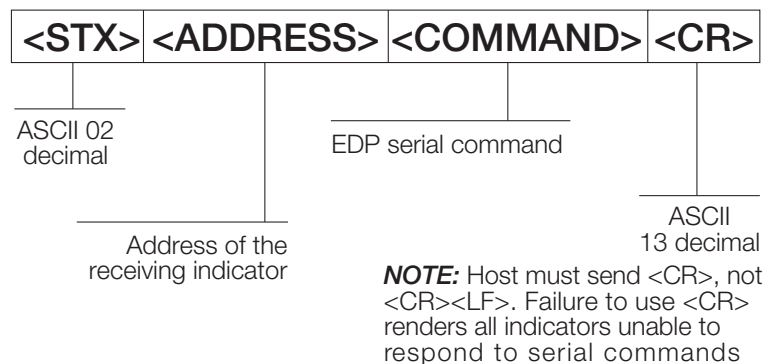 <STX> <ADDRESS> <COMMAND> <CR>
ASCII 02
decimal
EDP serial command
Address of the
receiving indicator
ASCII
13 decimal
NOTE: Host must send <CR>, not
<CR><LF>. Failure to use <CR>
renders all indicators unable to
respond to serial commands